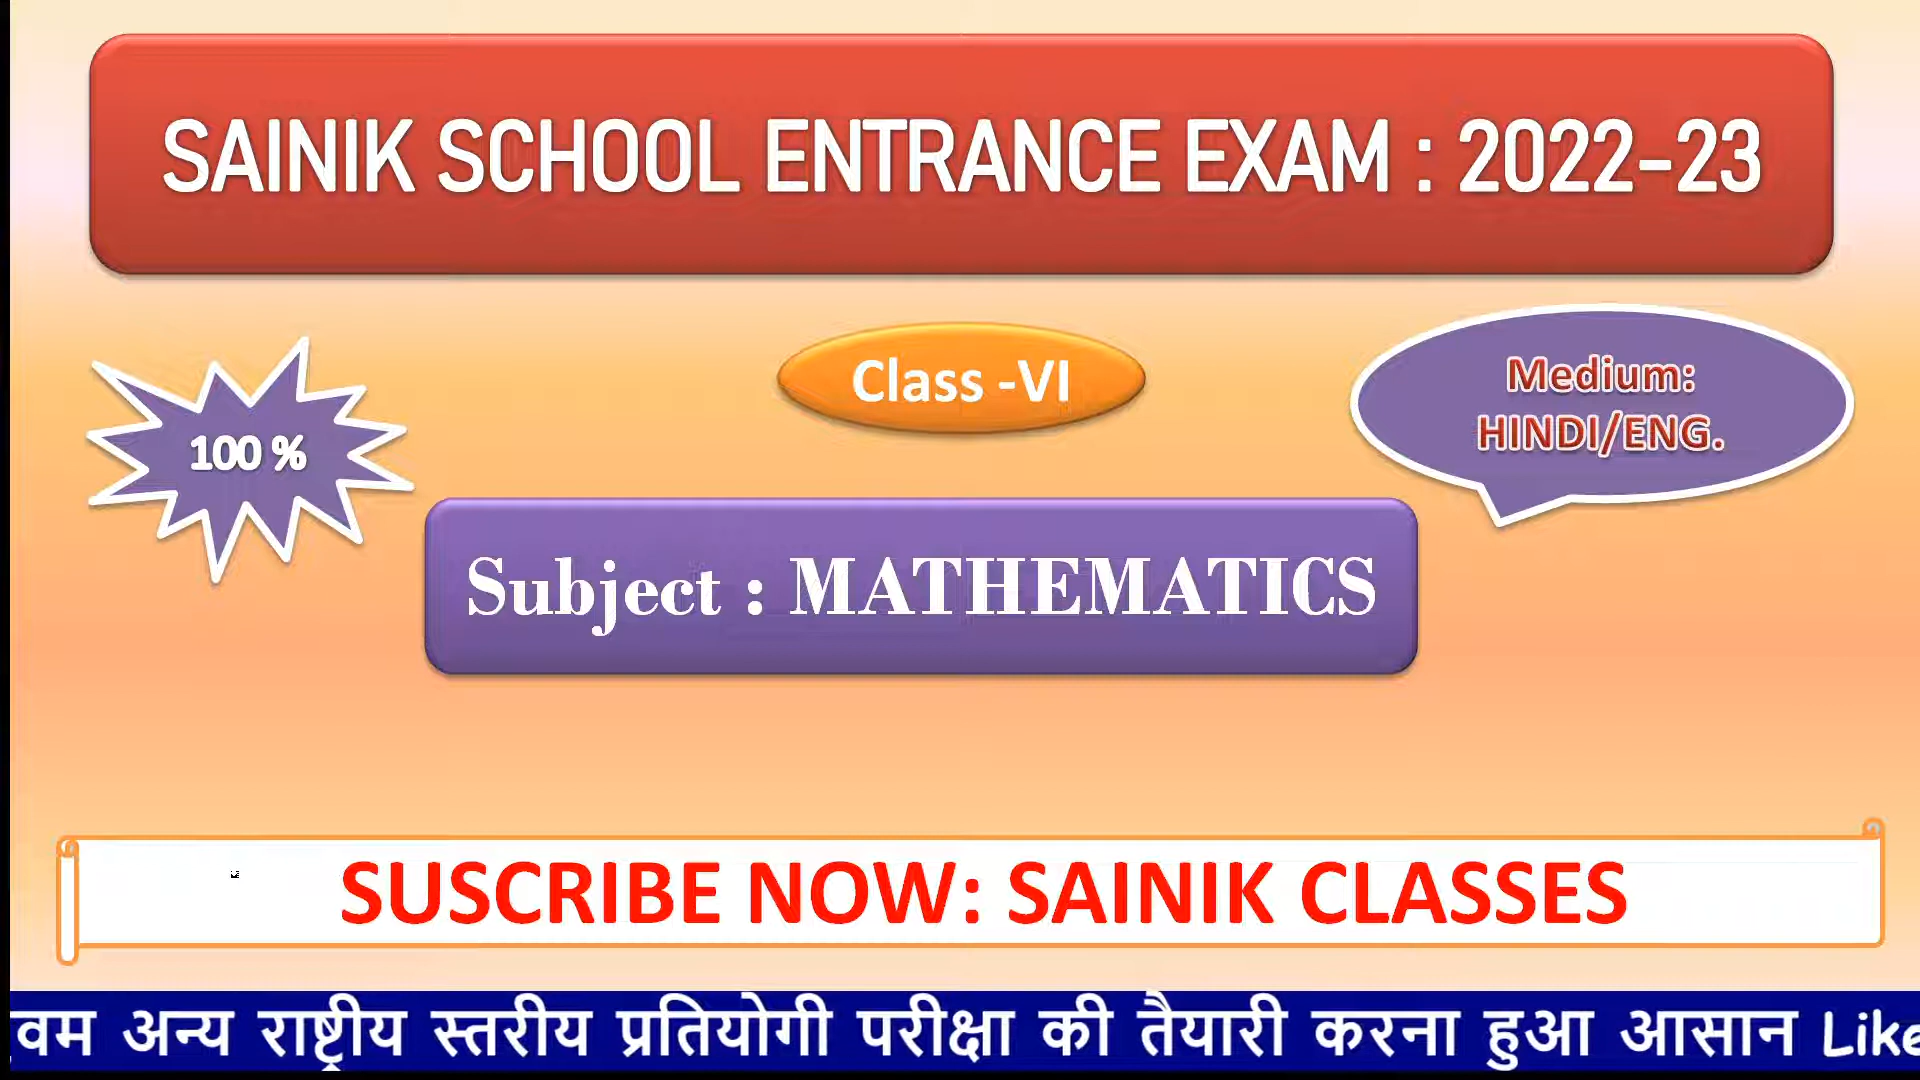 SAINIK SCHOOL ENTRANCE EXAM : 2022-23
Class -VI
Medium:
HINDI/ENG.
100 %
Subject : MATHEMATICS
SUSCRIBE NOW: SAINIK CLASSES
वम अन्य राष्ट्रीय स्तरीय प्रतियोगी परीक्षा की तैयारी करना हुआ आसान Like